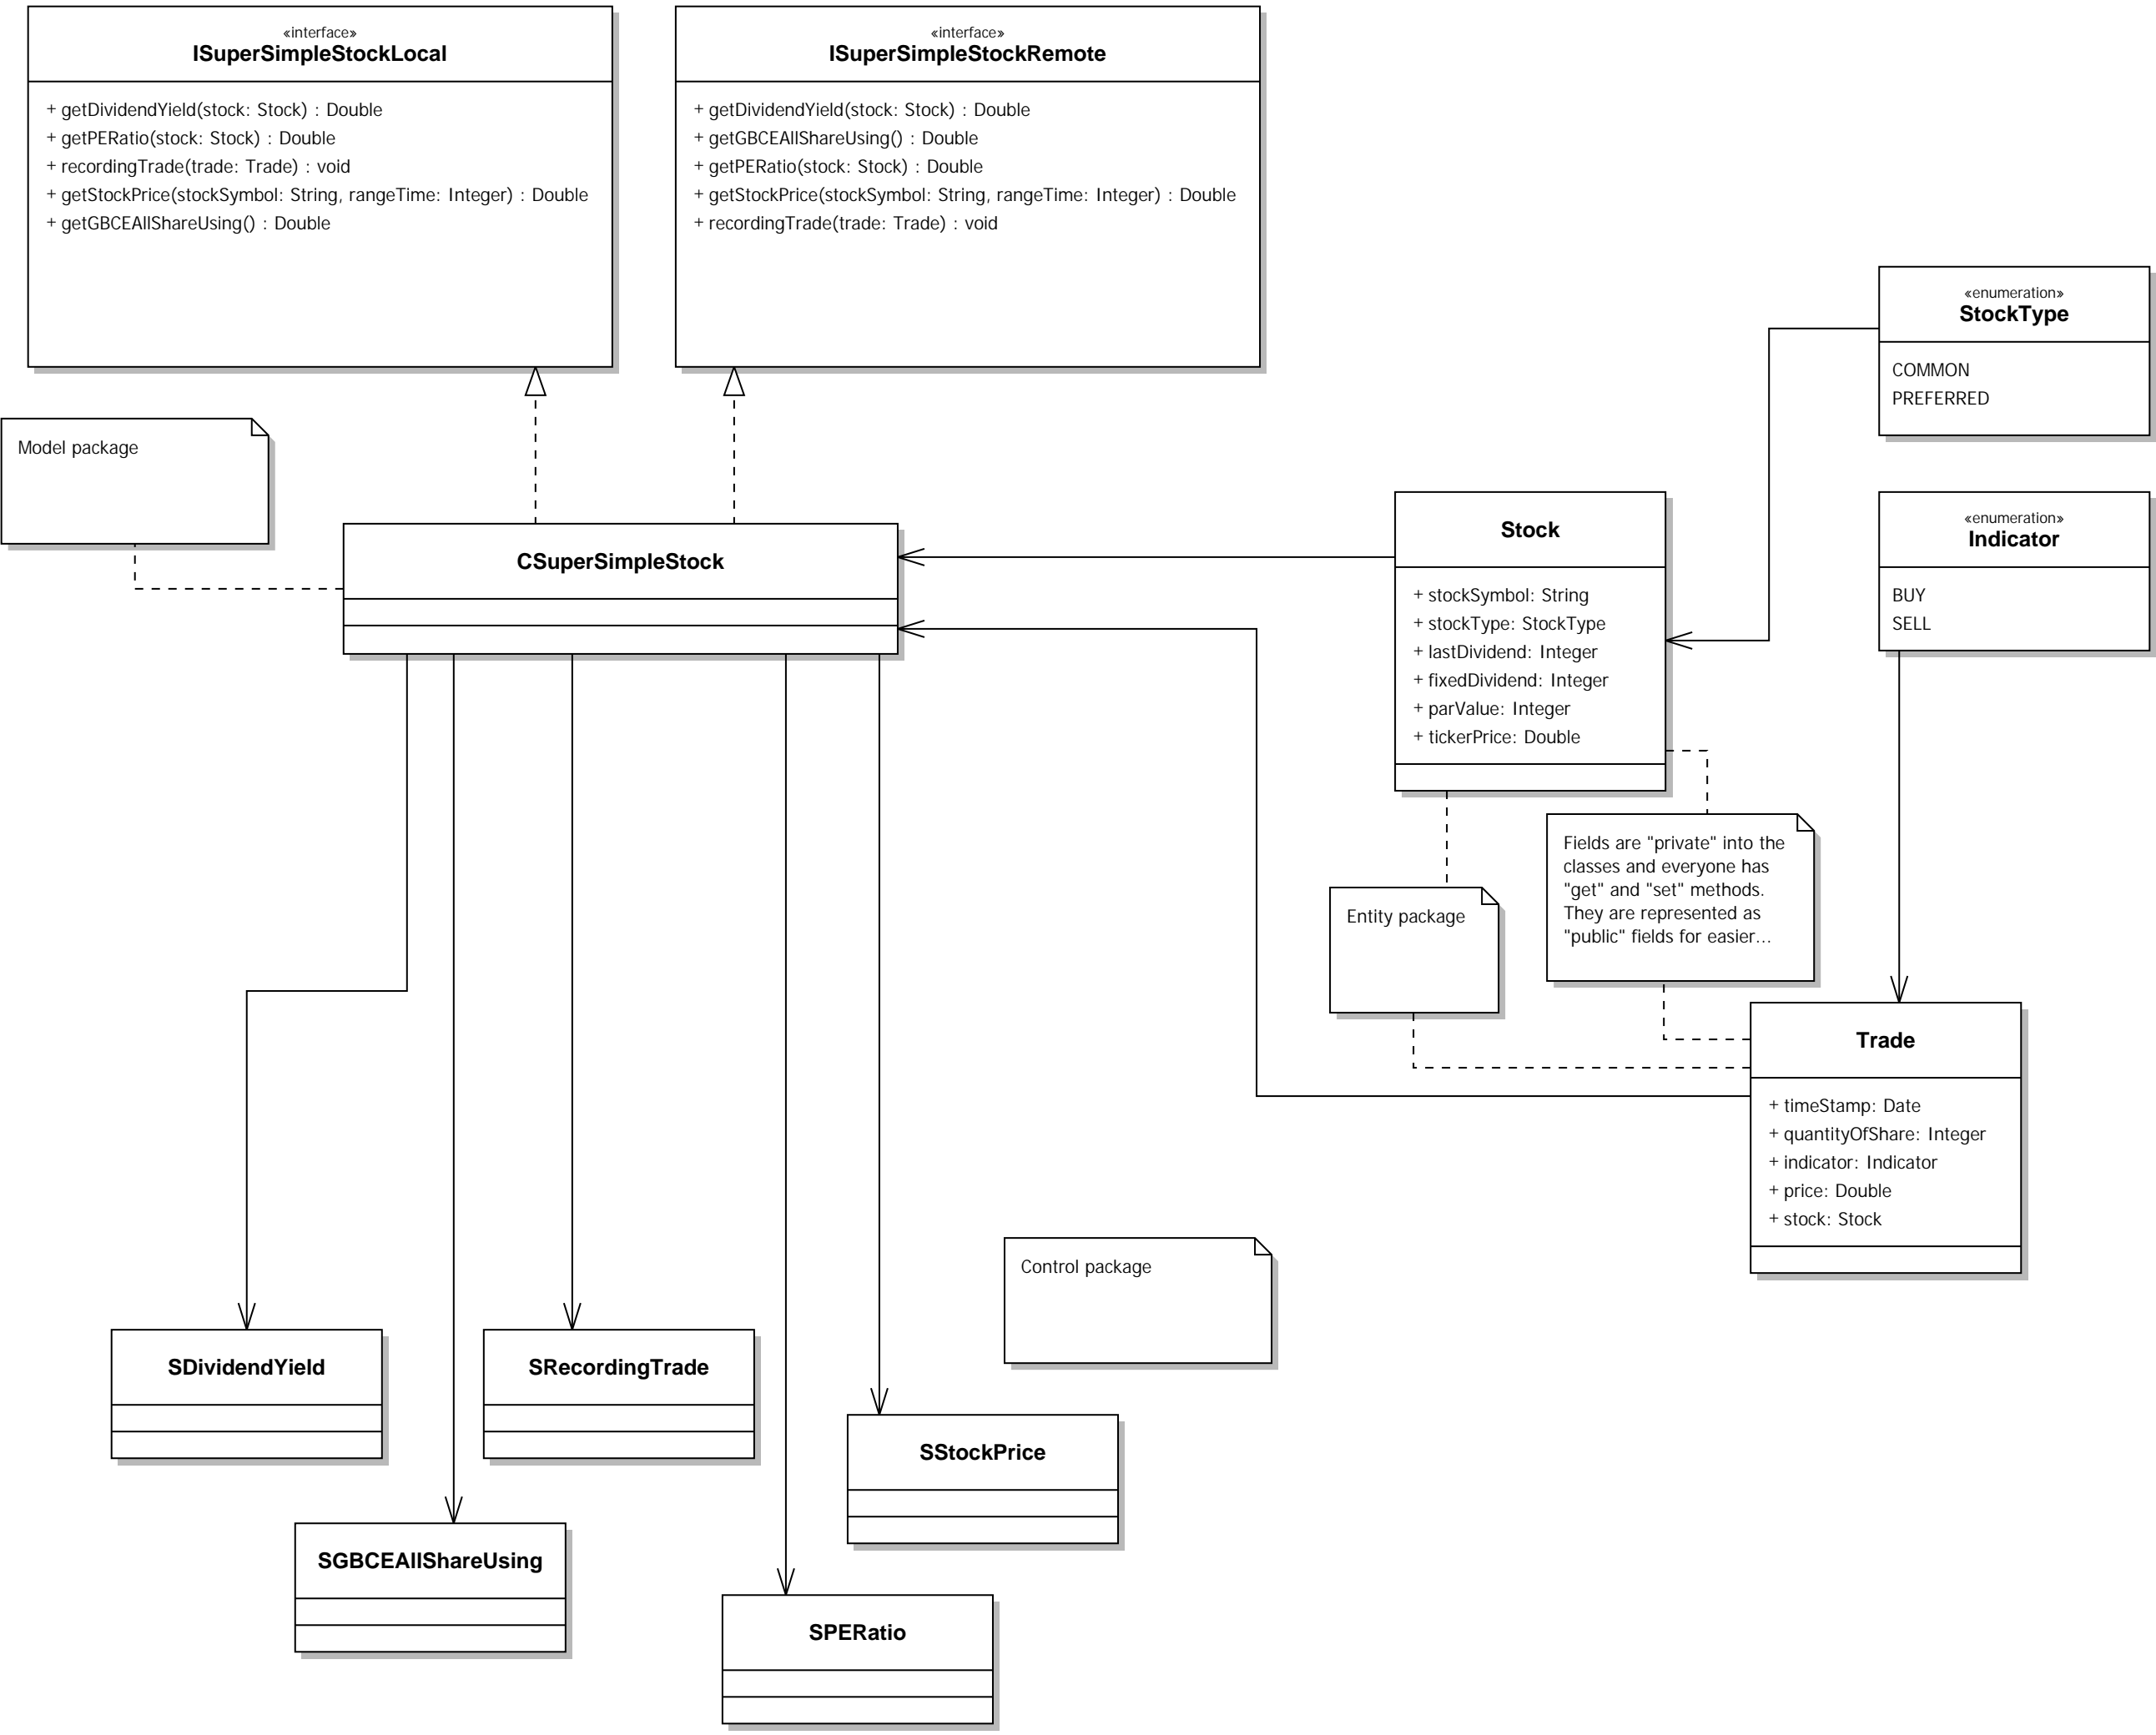 «interface»
ISuperSimpleStockLocal
+ getDividendYield(stock: Stock) : Double
+ getPERatio(stock: Stock) : Double
+ recordingTrade(trade: Trade) : void
+ getStockPrice(stockSymbol: String, rangeTime: Integer) : Double
+ getGBCEAllShareUsing() : Double
«interface»
ISuperSimpleStockRemote
+ getDividendYield(stock: Stock) : Double
+ getGBCEAllShareUsing() : Double
+ getPERatio(stock: Stock) : Double
+ getStockPrice(stockSymbol: String, rangeTime: Integer) : Double
+ recordingTrade(trade: Trade) : void
«enumeration»
StockType
COMMON
PREFERRED
Model package
CSuperSimpleStock
Stock
+ stockSymbol: String
+ stockType: StockType
+ lastDividend: Integer
+ fixedDividend: Integer
+ parValue: Integer
+ tickerPrice: Double
«enumeration»
Indicator
BUY
SELL
Fields are "private" into the
classes and everyone has
"get" and "set" methods.
They are represented as
"public" fields for easier...
Entity package
Trade
+ timeStamp: Date
+ quantityOfShare: Integer
+ indicator: Indicator
+ price: Double
+ stock: Stock
Control package
SDividendYield
SRecordingTrade
SStockPrice
SGBCEAllShareUsing
SPERatio